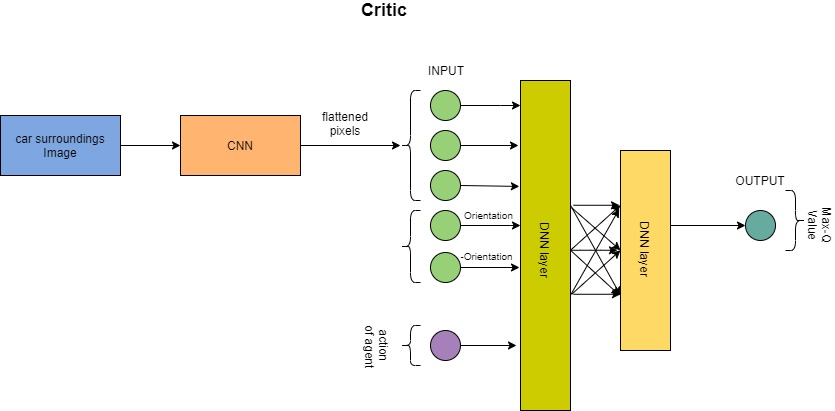 Critic
INPUT
car surroundings
Image
CNN
flattened
pixels
Orientation
-Orientation
action
of agent
DNN layer
DNN layer
OUTPUT
Max-Q
Value